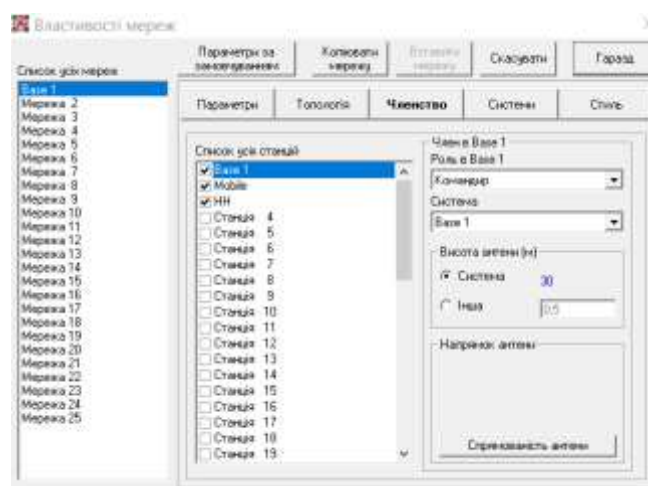 Властивості мереж
Список усіх мереж
Base 1
Мережа 2
Мережа 3
Мережа 4
Мережа 5
Мережа 6
Мережа 7
Мережа 8
Мережа 9
Мережа 10
Мережа 11
Мережа 12
Мережа 13
Мережа 14
Мережа 15
Мережа 16
Мережа 17
Мережа 18
Мережа 19
Мережа 20
Мережа 21
Мережа 22
Мережа 23
Мережа 24
Мережа 25
Параметри за замовчуванням
Копіювати мережу
Вставити мережу
Скасувати
Гаразд
Параметри
Топологія
Членство
Системи
Стиль
Список усіх станцій
Base 1
Mobile
HH
Станція 4
Станція 5
Станція 6
Станція 7
Станція 8
Станція 9
Станція 10
Станція 11
Станція 12
Станція 13
Станція 14
Станція 15
Станція 16
Станція 17
Станція 18
Станція 19
Член в Base 1
Роль в Base 1
Командир
Система
Base 1
Висота антени (м)
Система 30
Інша 0,5
Напрямок антени
Спрямованість антени